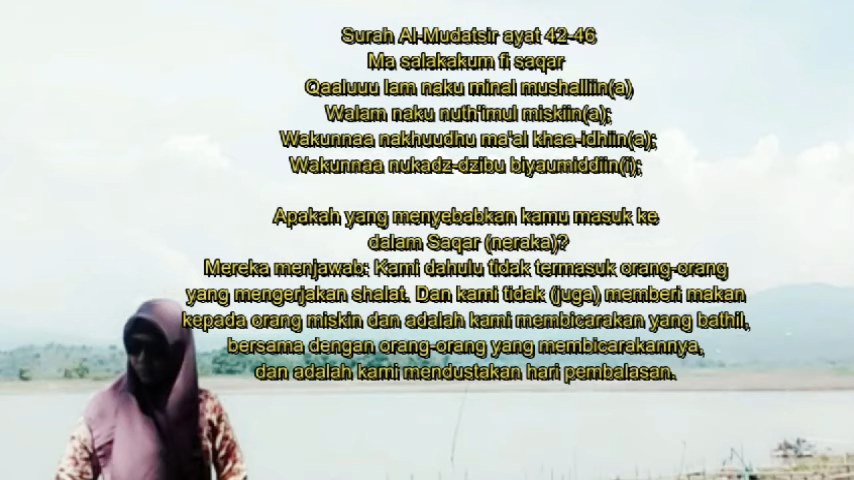 Surah Al-Mudatsir ayat 42-46
Ma salakakum fi saqar
Qaaluuu lam naku minal mushalliin(a)
Walam naku nuth'imul miskiin(a);
Wakunnaa nakhuudhu ma'al khaa-idhiin(a);
Wakunnaa nukadz-dzibu biyaumiddiin(i);
Apakah yang menyebabkan kamu masuk ke
dalam Saqar (neraka)?
Mereka menjawab: Kami dahulu tidak termasuk orang-orang
yang mengerjakan shalat. Dan kami tidak (juga) memberi makan
kepada orang miskin dan adalah kami membicarakan yang bathil,
bersama dengan orang-orang yang membicarakannya,
dan adalah kami mendustakan hari pembalasan.